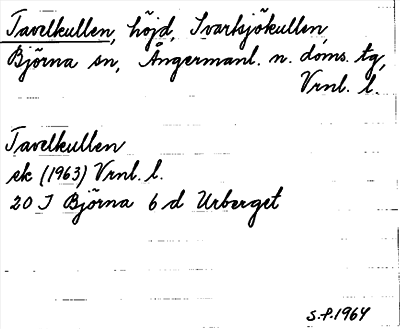 Tavelkullen, höjd, Svartsjökullen,
Björna sn, Ångermanl. n. doms. tg,
Vrnl. l.
Tavelkullen
ek (1963) Vrnl. l.
20 J Björna 6 d Urberget
S.P. 1964